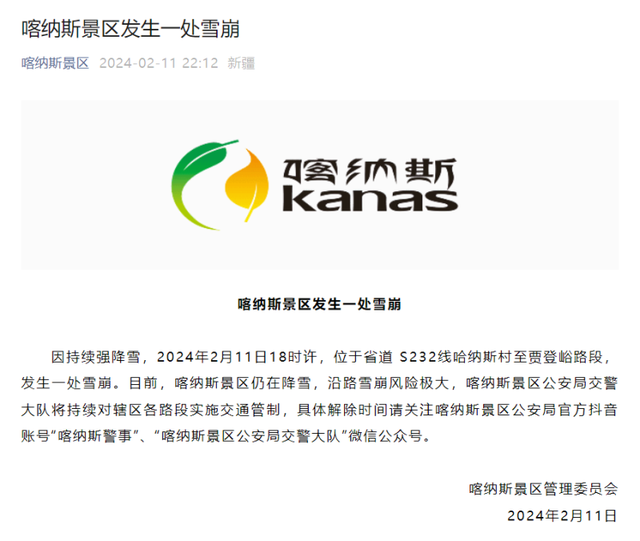 喀纳斯景区发生一处雪崩
喀纳斯景区 2024-02-11 22:12 新疆
喀纳斯
kanas
喀纳斯景区发生一处雪崩
因持续强降雪，2024年2月11日18时许，位于省道 S232线哈纳斯村至贾登峪路段，
发生一处雪崩。目前，喀纳斯景区仍在降雪，沿路雪崩风险极大，喀纳斯景区公安局交警
大队将持续对辖区各路段实施交通管制，具体解除时间请关注喀纳斯景区公安局官方抖音
账号“喀纳斯警事”、“喀纳斯景区公安局交警大队”微信公众号。
喀纳斯景区管理委员会
2024年2月11日